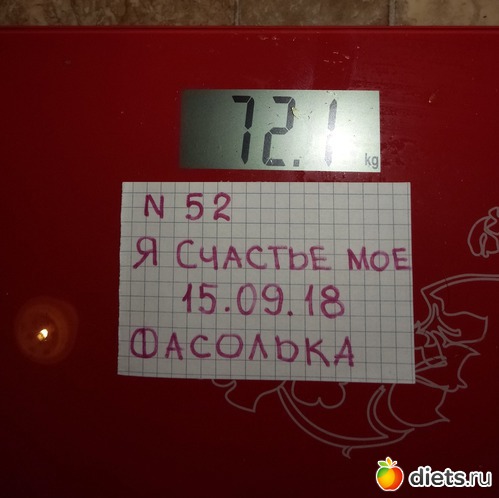 72.1
kg
N 52
Я СЧАСТЬЕ МОЕ
15.09.18
ФАСОЛЬКА
diets.ru